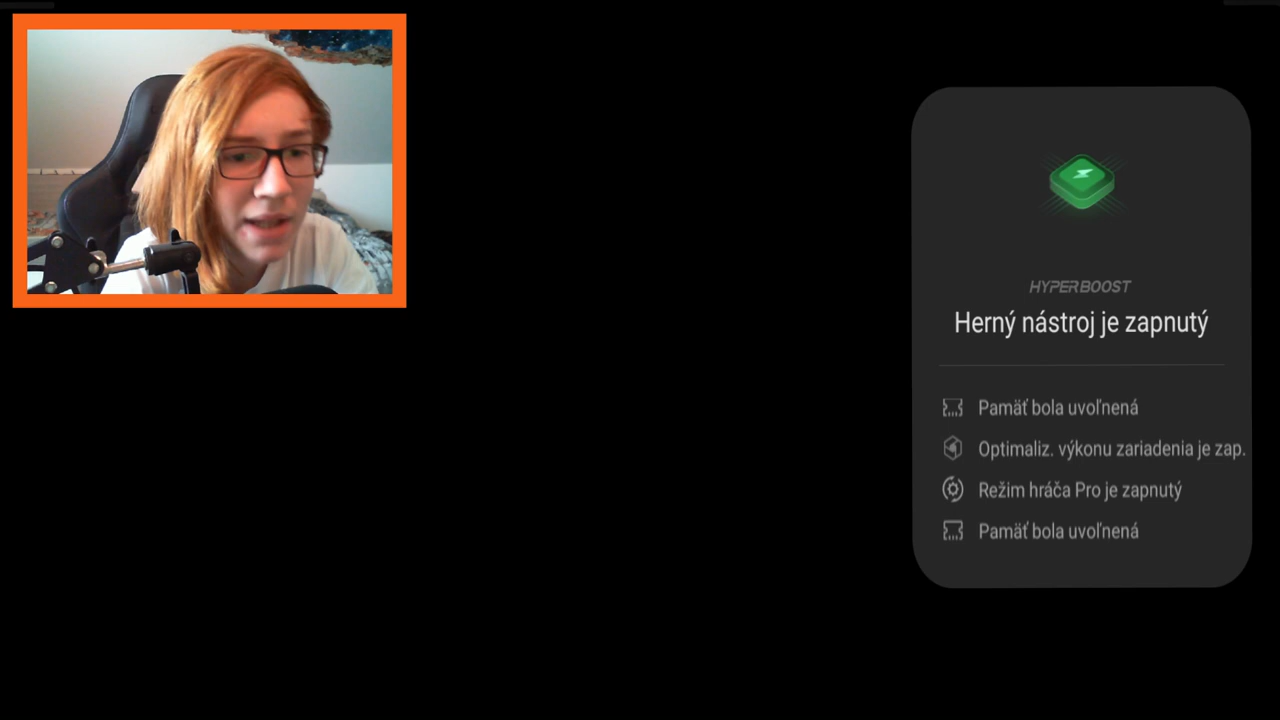 HYPERBOOST
Herný nástroj je zapnutý
Pamäť bola uvoľnená
Optimaliz. výkonu zariadenia je zap.
Režim hráča Pro je zapnutý
Pamäť bola uvoľnená